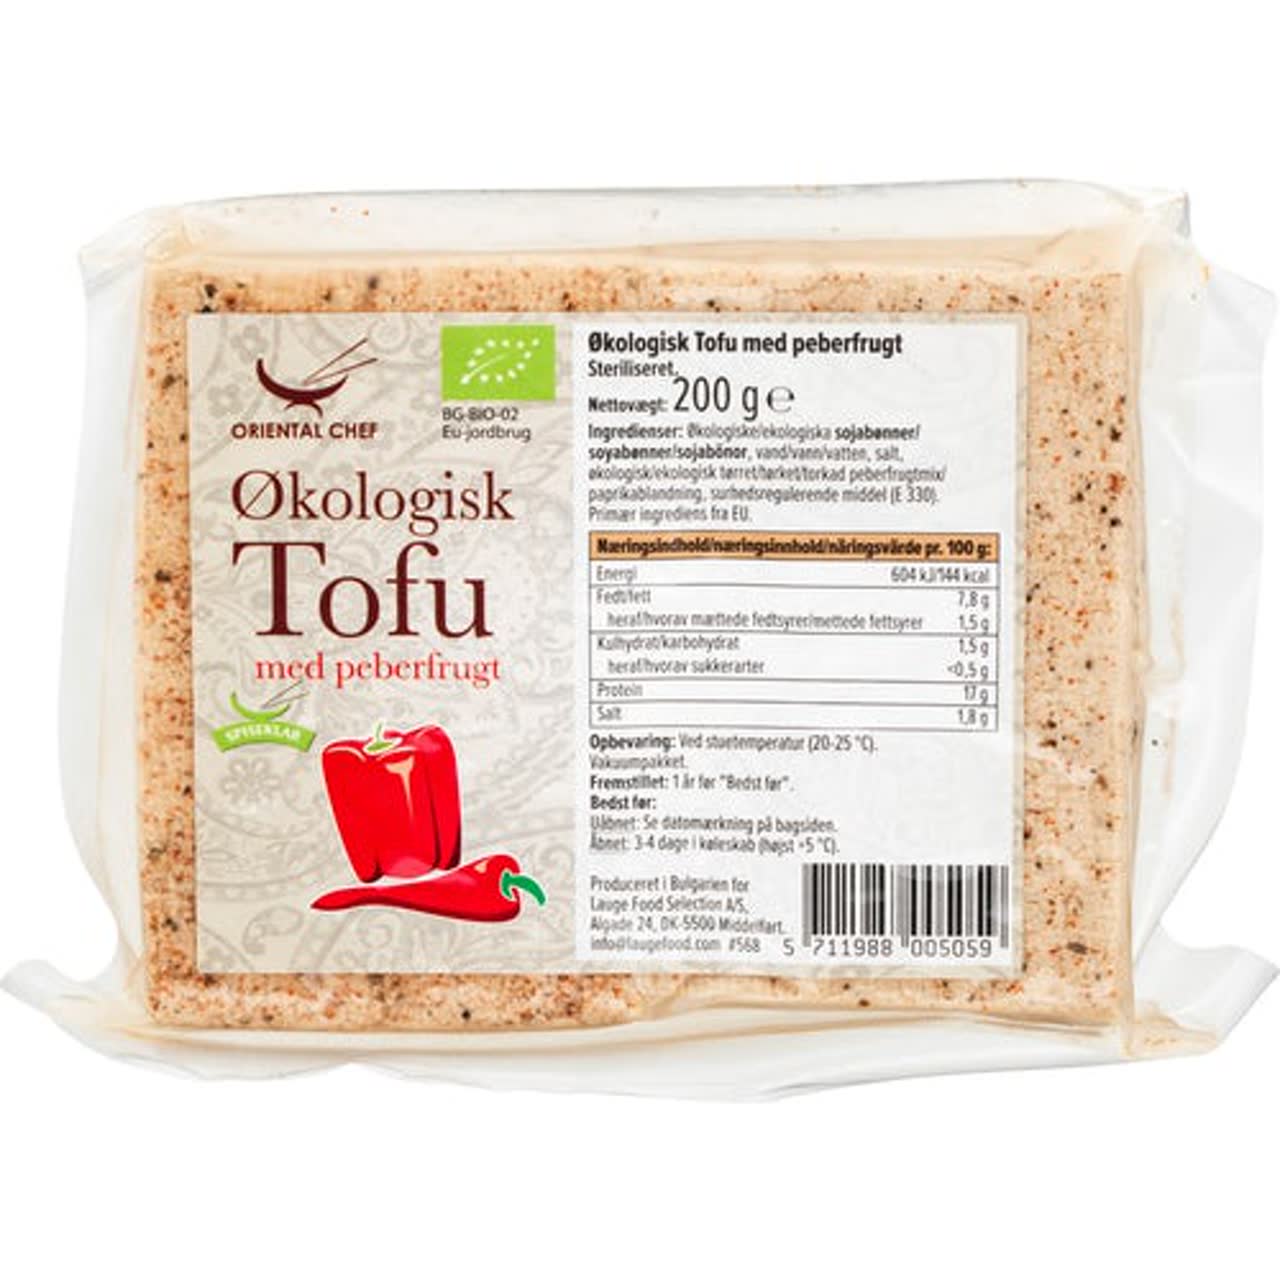 ORIENTAL CHEF
BG-BIO-02
Eu-jordbrug
Økologisk
Tofu
med peberfrugt
SPISEKLAR
Økologisk Tofu med peberfrugt
Steriliseret.
Nettovægt: 200 g ℮
Ingredienser: Økologiske/ekologiska sojabønner/
soyabønner/sojabönor, vand/vann/vatten, salt,
økologisk/ekologisk tørret/tørket/torkad peberfrugtmix/
paprikablandning, surhedsregulerende middel (E 330).
Primær ingrediens fra EU.
Næringsindhold/næringsinnhold/näringsvärde pr. 100 g:
Energi 604 kJ/144 kcal
Fedt/fett 7,8 g
heraf/hvorav mættede fedtsyrer/mettede fettsyrer 1,5 g
Kulhydrat/karbohydrat 1,5 g
heraf/hvorav sukkerarter <0,5 g
Protein 17 g
Salt 1,8 g
Opbevaring: Ved stuetemperatur (20-25 °C).
Vakuumpakket.
Fremstillet: 1 år før "Bedst før".
Bedst før:
Uåbnet: Se datomærkning på bagsiden.
Åbnet: 3-4 dage i køleskab (højst +5 °C).
Produceret i Bulgarien for
Lauge Food Selection A/S,
Algade 24, DK-5500 Middelfart.
info@laugefood.com #568
5 711988 005059